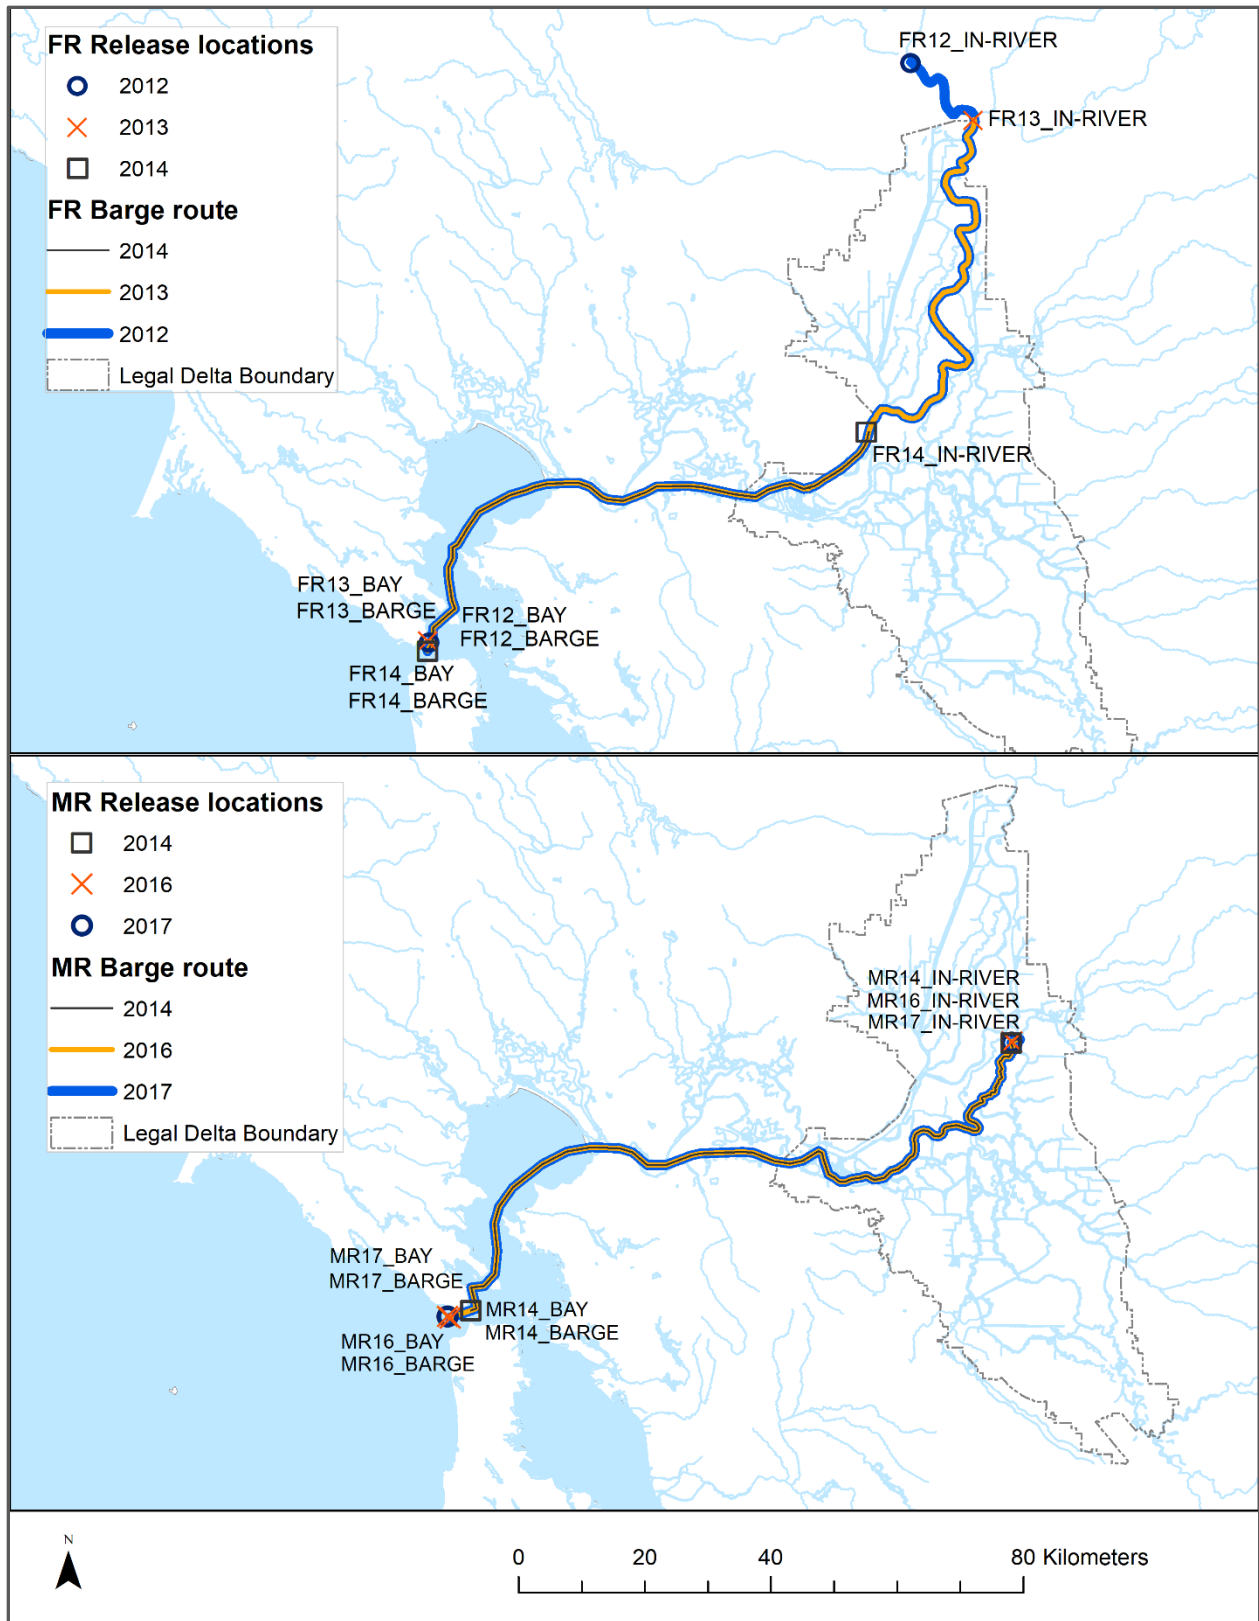 FR Release locations
2012
2013
2014
FR Barge route
2014
2013
2012
Legal Delta Boundary
FR12_IN-RIVER
FR13_IN-RIVER
FR14_IN-RIVER
FR13_BAY
FR13_BARGE
FR12_BAY
FR12_BARGE
FR14_BAY
FR14_BARGE
MR Release locations
2014
2016
2017
MR Barge route
2014
2016
2017
Legal Delta Boundary
MR14_IN-RIVER
MR16_IN-RIVER
MR17_IN-RIVER
MR17_BAY
MR17_BARGE
MR14_BAY
MR14_BARGE
MR16_BAY
MR16_BARGE
N
0 20 40 80 Kilometers